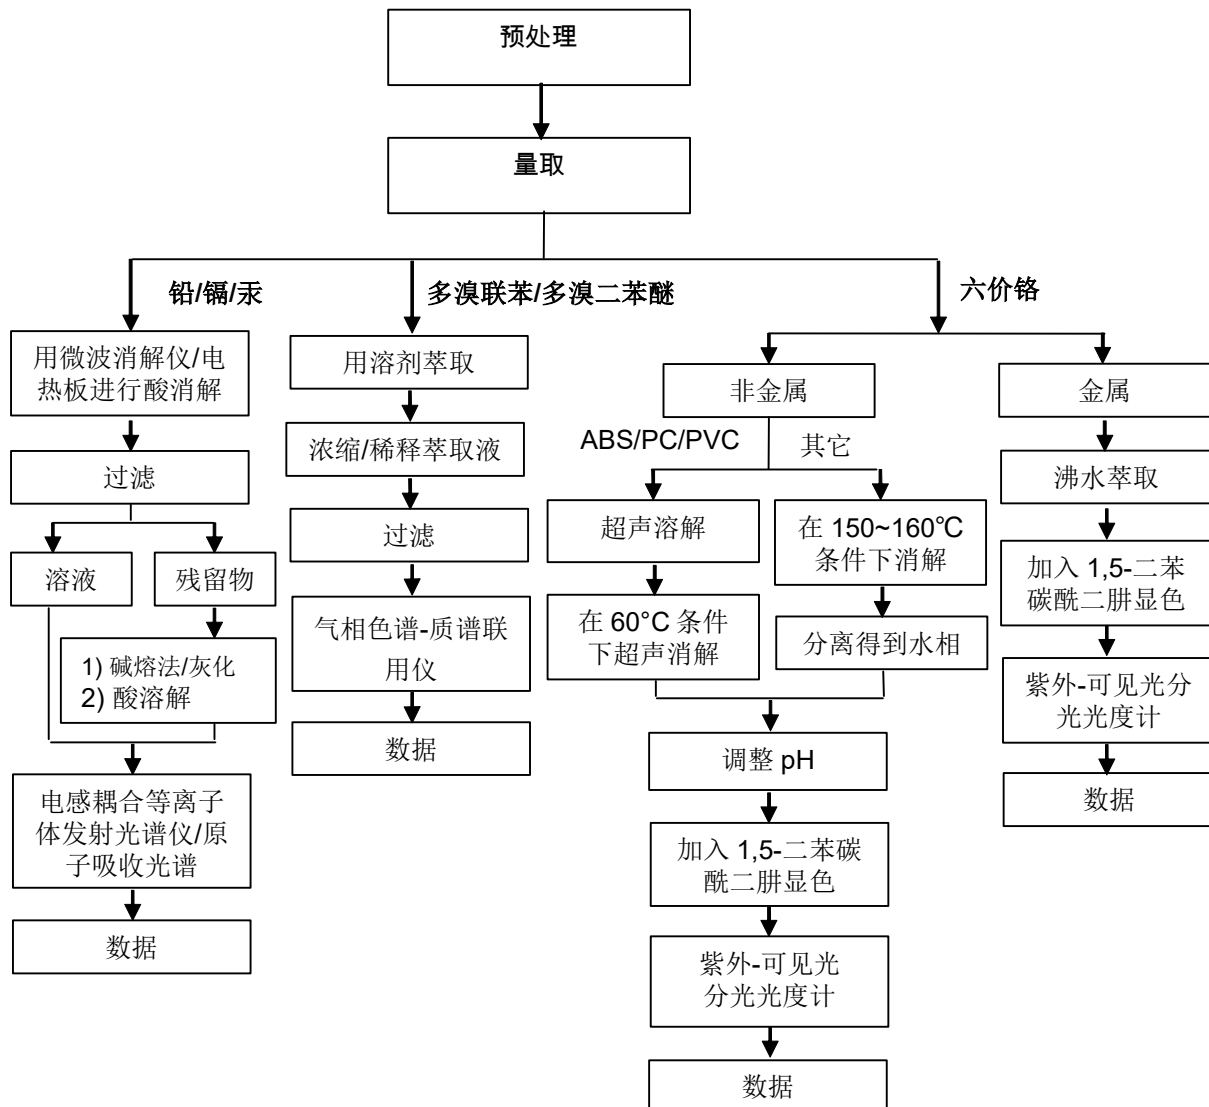 预处理
量取
铅/镉/汞
用微波消解仪/电
热板进行酸消解
过滤
溶液
残留物
1) 碱熔法/灰化
2) 酸溶解
电感耦合等离子
体发射光谱仪/原
子吸收光谱
数据
多溴联苯/多溴二苯醚
用溶剂萃取
浓缩/稀释萃取液
过滤
气相色谱-质谱联
用仪
数据
六价铬
非金属
ABS/PC/PVC
其它
超声溶解
在 60°C 条件
下超声消解
在 150~160℃
条件下消解
分离得到水相
调整 pH
加入 1,5-二苯碳
酰二肼显色
紫外-可见光
分光光度计
数据
金属
沸水萃取
加入 1,5-二苯
碳酰二肼显色
紫外-可见光分
光光度计
数据